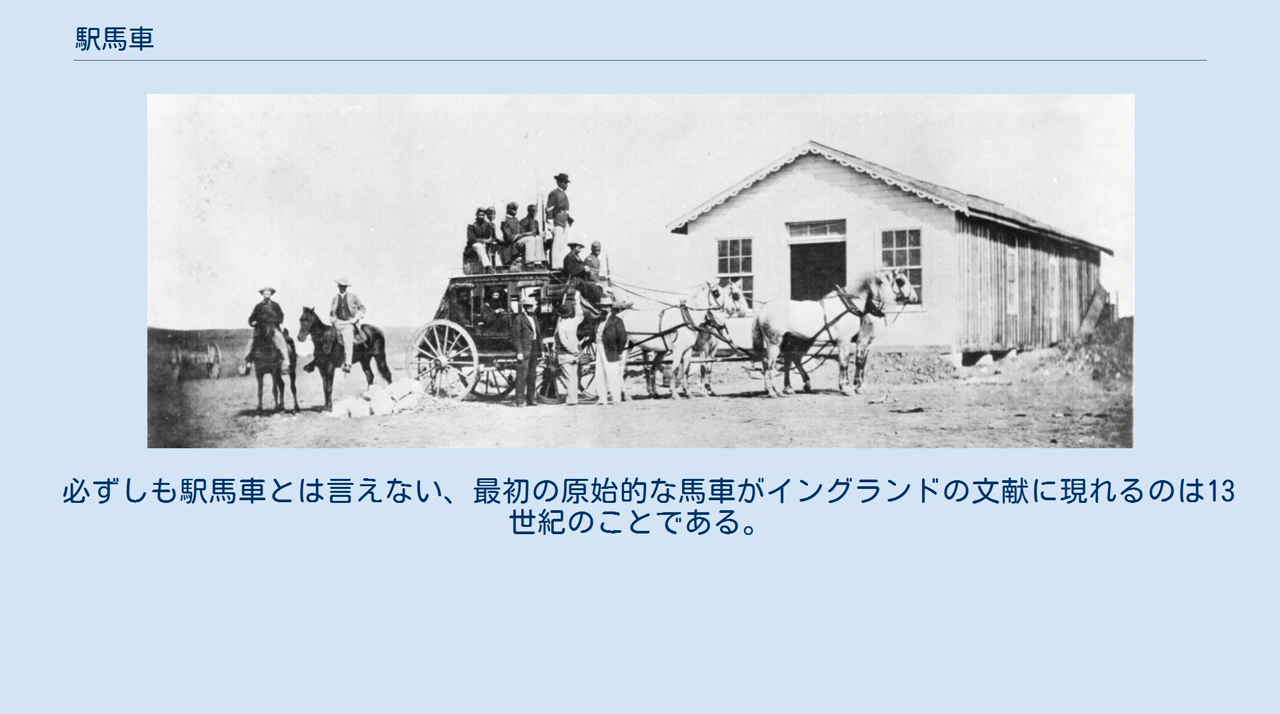 駅馬車
必ずしも駅馬車とは言えない、最初の原始的な馬車がイングランドの文献に現れるのは13
世紀のことである。